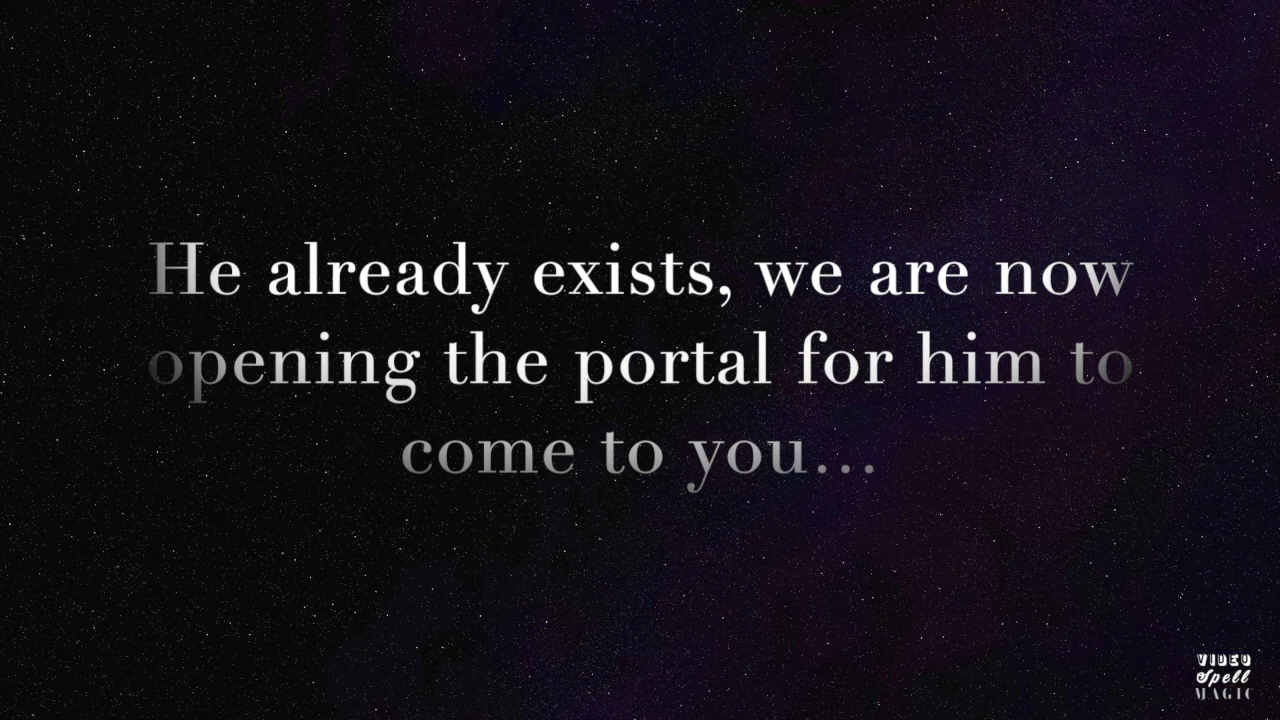 He already exists, we are now
opening the portal for him to
come to you...
VIDEO
Spell
MAGIC